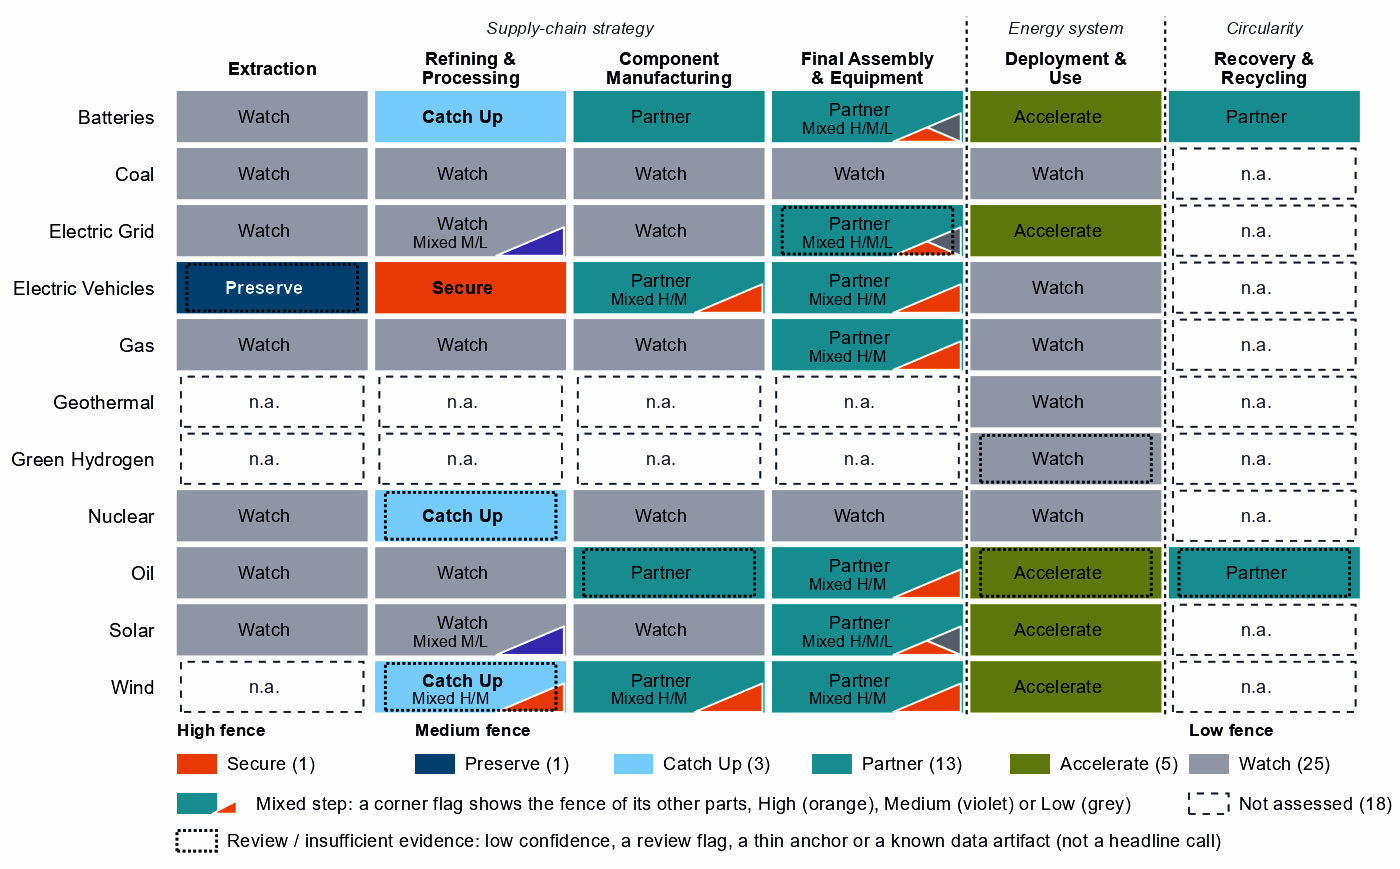 Supply-chain strategy
Energy system
Circularity
Extraction
Refining &
Processing
Component
Manufacturing
Final Assembly
& Equipment
Deployment &
Use
Recovery &
Recycling
Batteries
Watch
Catch Up
Partner
Partner
Mixed H/M/L
Accelerate
Partner
Coal
Watch
Watch
Watch
Watch
Watch
n.a.
Electric Grid
Watch
Watch
Mixed M/L
Watch
Partner
Mixed H/M/L
Accelerate
n.a.
Electric Vehicles
Preserve
Secure
Partner
Mixed H/M
Partner
Mixed H/M
Watch
n.a.
Gas
Watch
Watch
Watch
Partner
Mixed H/M
Watch
n.a.
Geothermal
n.a.
n.a.
n.a.
n.a.
Watch
n.a.
Green Hydrogen
n.a.
n.a.
n.a.
n.a.
Watch
n.a.
Nuclear
Watch
Catch Up
Watch
Watch
Watch
n.a.
Oil
Watch
Watch
Partner
Partner
Mixed H/M
Accelerate
Partner
Solar
Watch
Watch
Mixed M/L
Watch
Partner
Mixed H/M/L
Accelerate
n.a.
Wind
n.a.
Catch Up
Mixed H/M
Partner
Mixed H/M
Partner
Mixed H/M
Accelerate
n.a.
High fence
Medium fence
Low fence
Secure (1)
Preserve (1)
Catch Up (3)
Partner (13)
Accelerate (5)
Watch (25)
Mixed step: a corner flag shows the fence of its other parts, High (orange), Medium (violet) or Low (grey)
Not assessed (18)
Review / insufficient evidence: low confidence, a review flag, a thin anchor or a known data artifact (not a headline call)